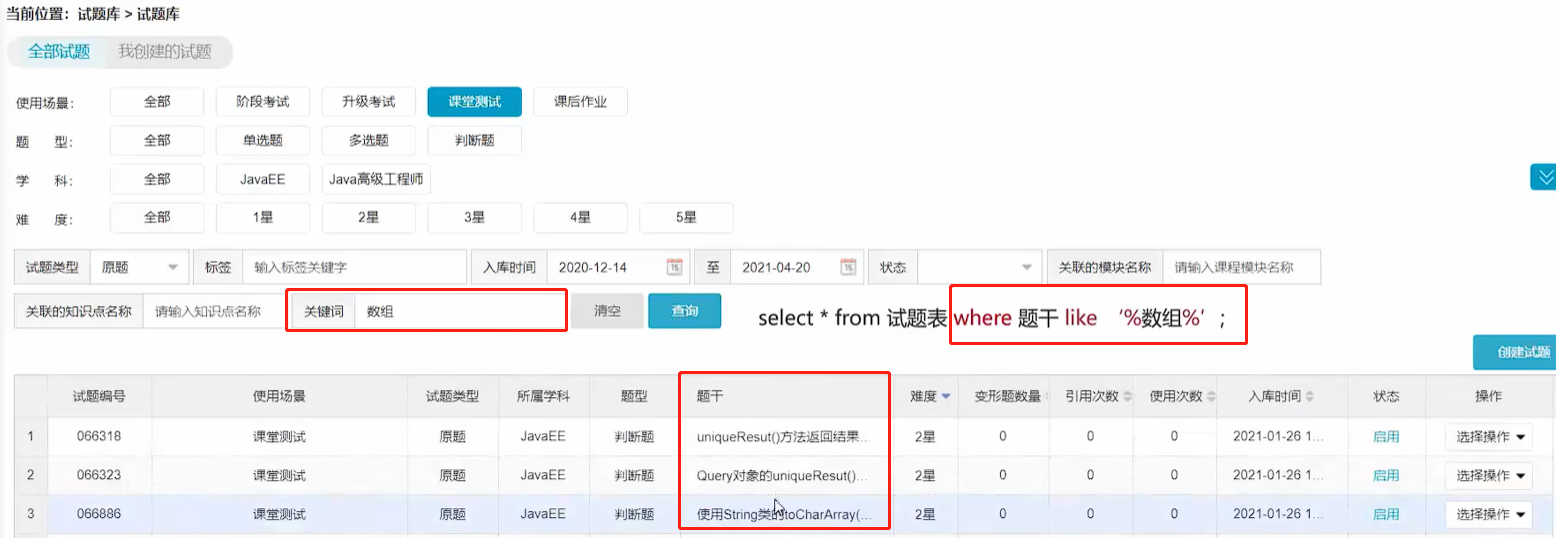 当前位置：试题库 > 试题库
全部试题 我创建的试题
使用场景： 全部 阶段考试 升级考试 课堂测试 课后作业
题 型： 全部 单选题 多选题 判断题
学 科： 全部 JavaEE Java高级工程师
难 度： 全部 1星 2星 3星 4星 5星
试题类型 原题 标签 输入标签关键字 入库时间 2020-12-14 至 2021-04-20 状态 关联的模块名称 请输入课程模块名称
关联的知识点名称 请输入知识点名称 关键词 数组 清空 查询 select * from 试题表 where 题干 like ‘%数组%’;
创建试题
试题编号 使用场景 试题类型 所属学科 题型 题干 难度 变形题数量 引用次数 使用次数 入库时间 状态 操作
1 066318 课堂测试 原题 JavaEE 判断题 uniqueResut()方法返回结果... 2星 0 0 0 2021-01-26 1... 启用 选择操作
2 066323 课堂测试 原题 JavaEE 判断题 Query对象的uniqueResut()... 2星 0 0 0 2021-01-26 1... 启用 选择操作
3 066886 课堂测试 原题 JavaEE 判断题 使用String类的toCharArray(... 2星 0 0 0 2021-01-26 1... 启用 选择操作